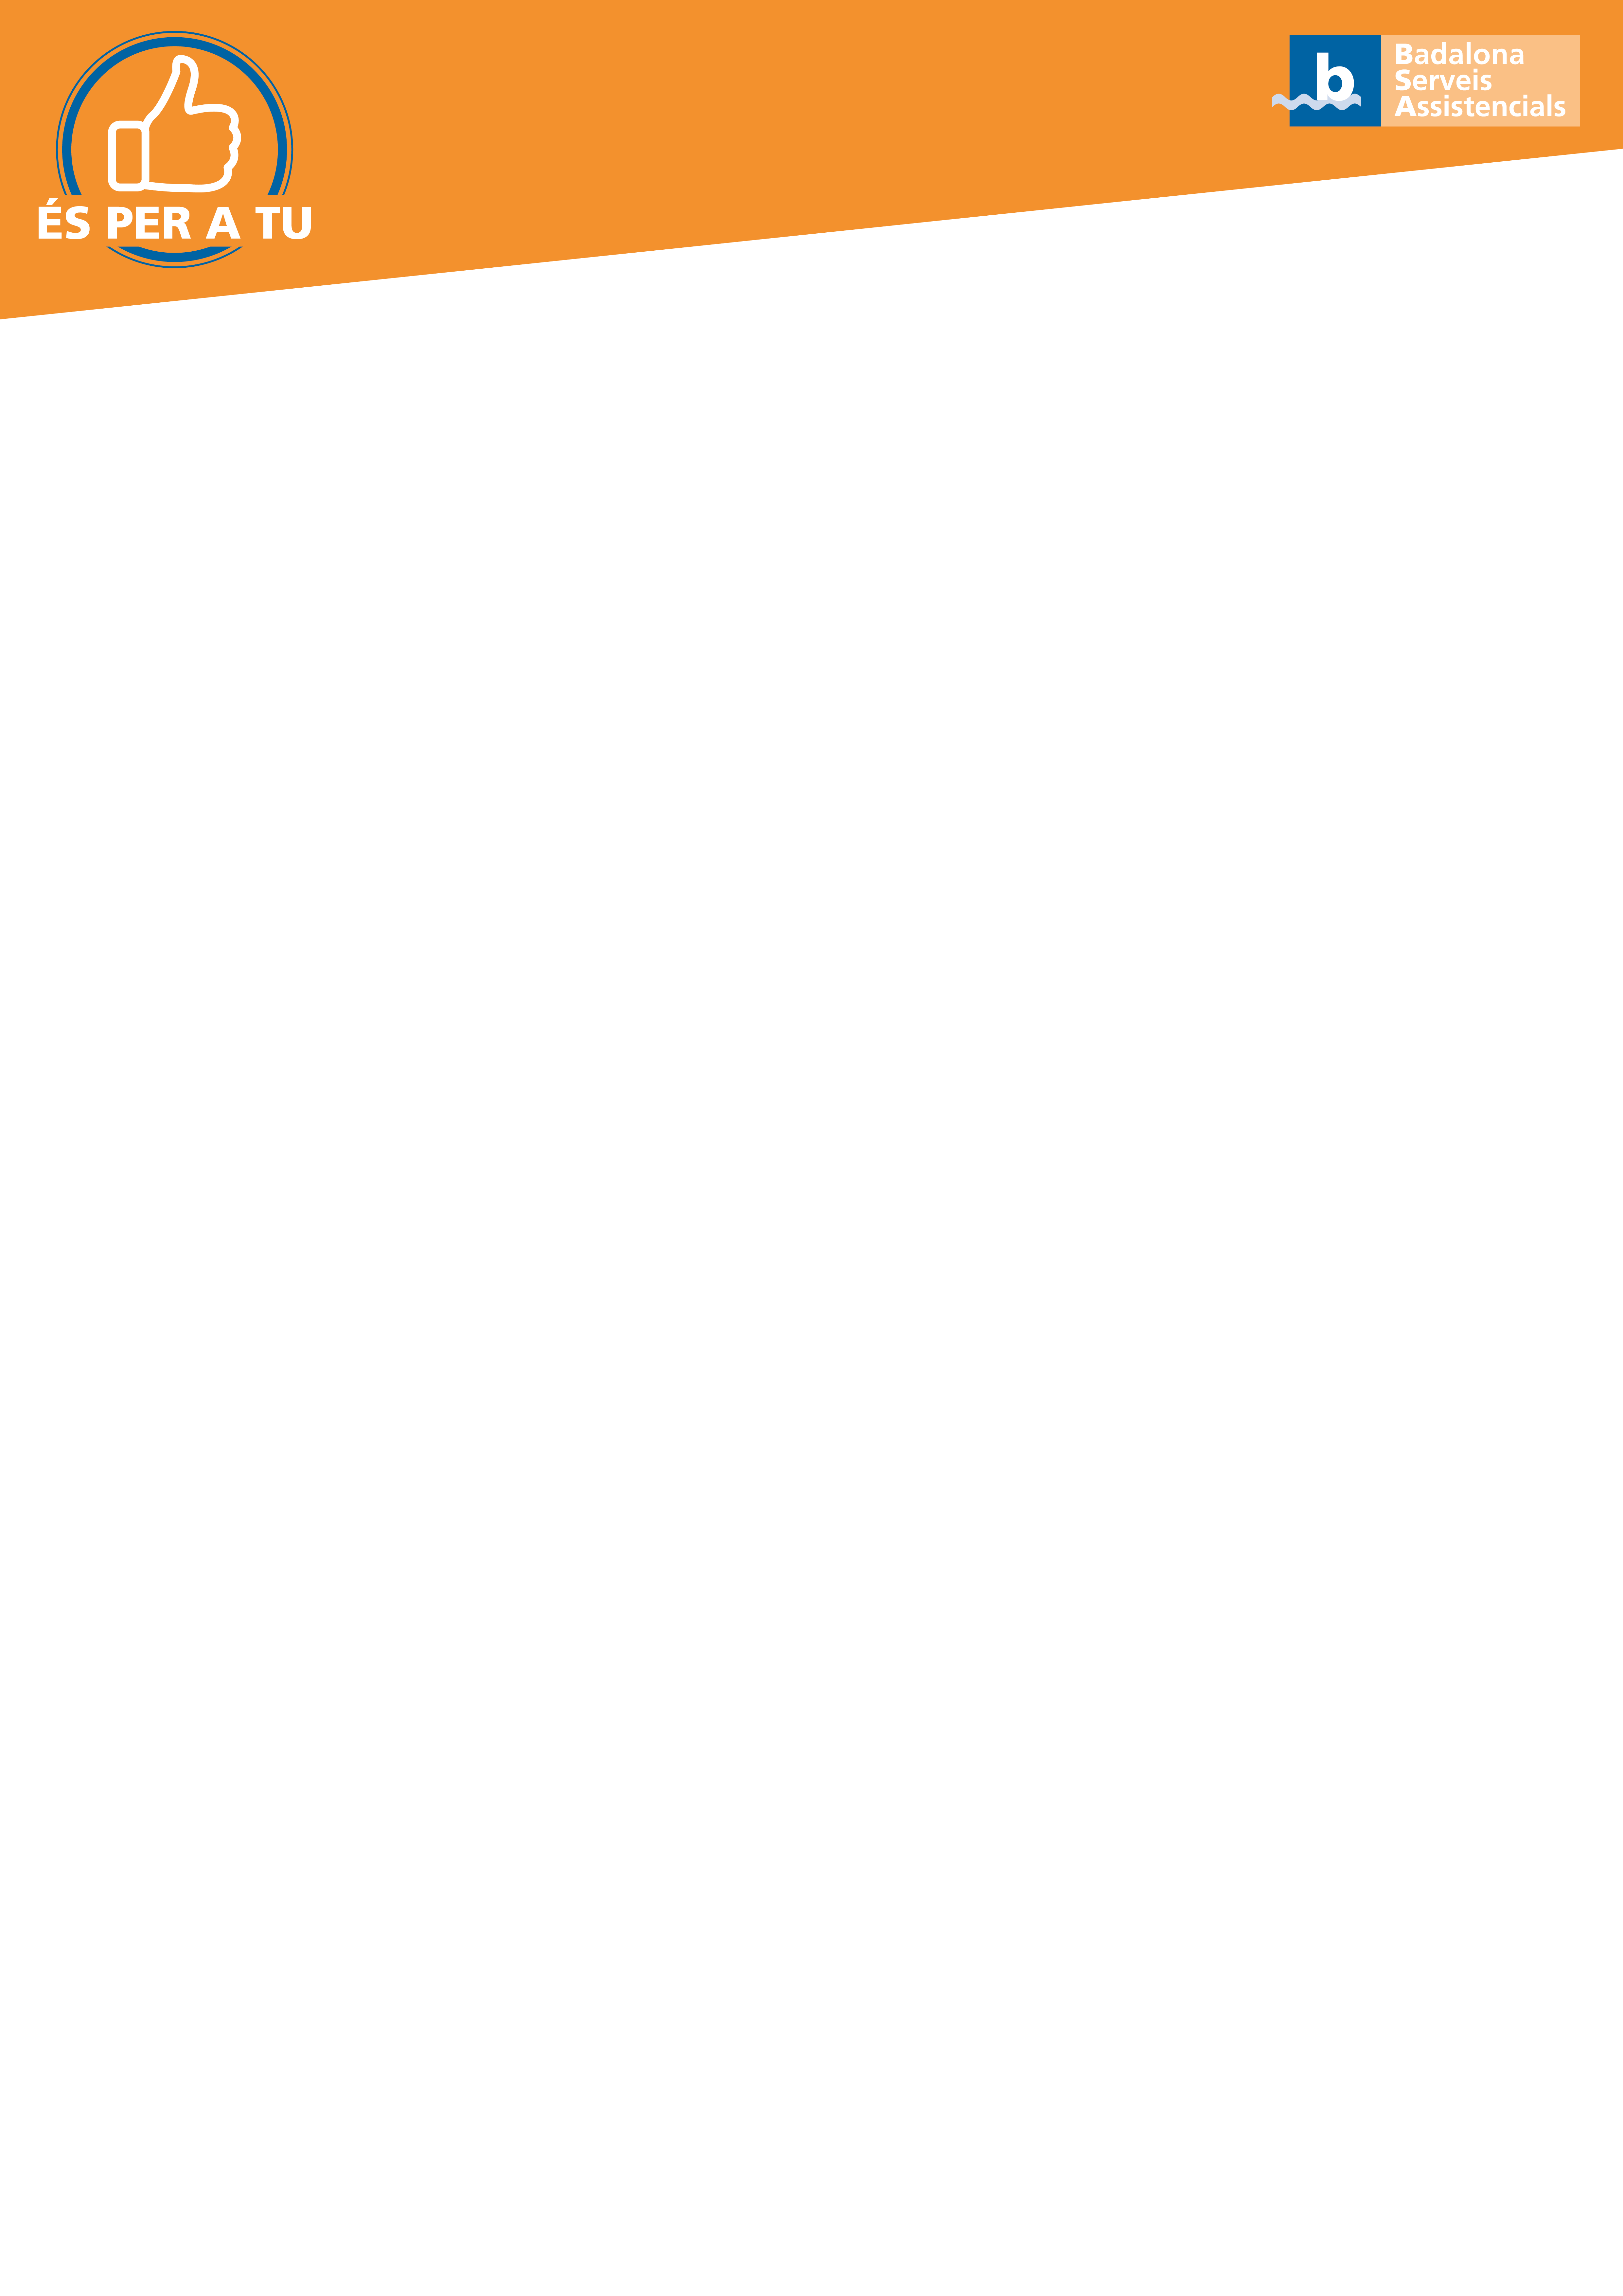 ÉS PER A TU
b
Badalona
Serveis
Assistencials